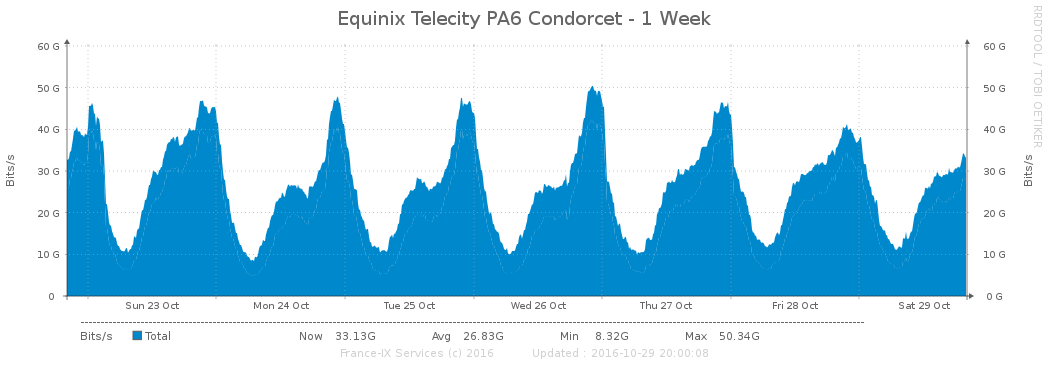 Equinix Telecity PA6 Condorcet - 1 Week
RRDTOOL / TOBI OETIKER
Bits/s
60 G 60 G
50 G 50 G
40 G 40 G
30 G 30 G
20 G 20 G
10 G 10 G
0 0 G
Bits/s
Sun 23 Oct Mon 24 Oct Tue 25 Oct Wed 26 Oct Thu 27 Oct Fri 28 Oct Sat 29 Oct
Bits/s Total Now 33.13G Avg 26.83G Min 8.32G Max 50.34G
France-IX Services (c) 2016 Updated : 2016-10-29 20:00:08